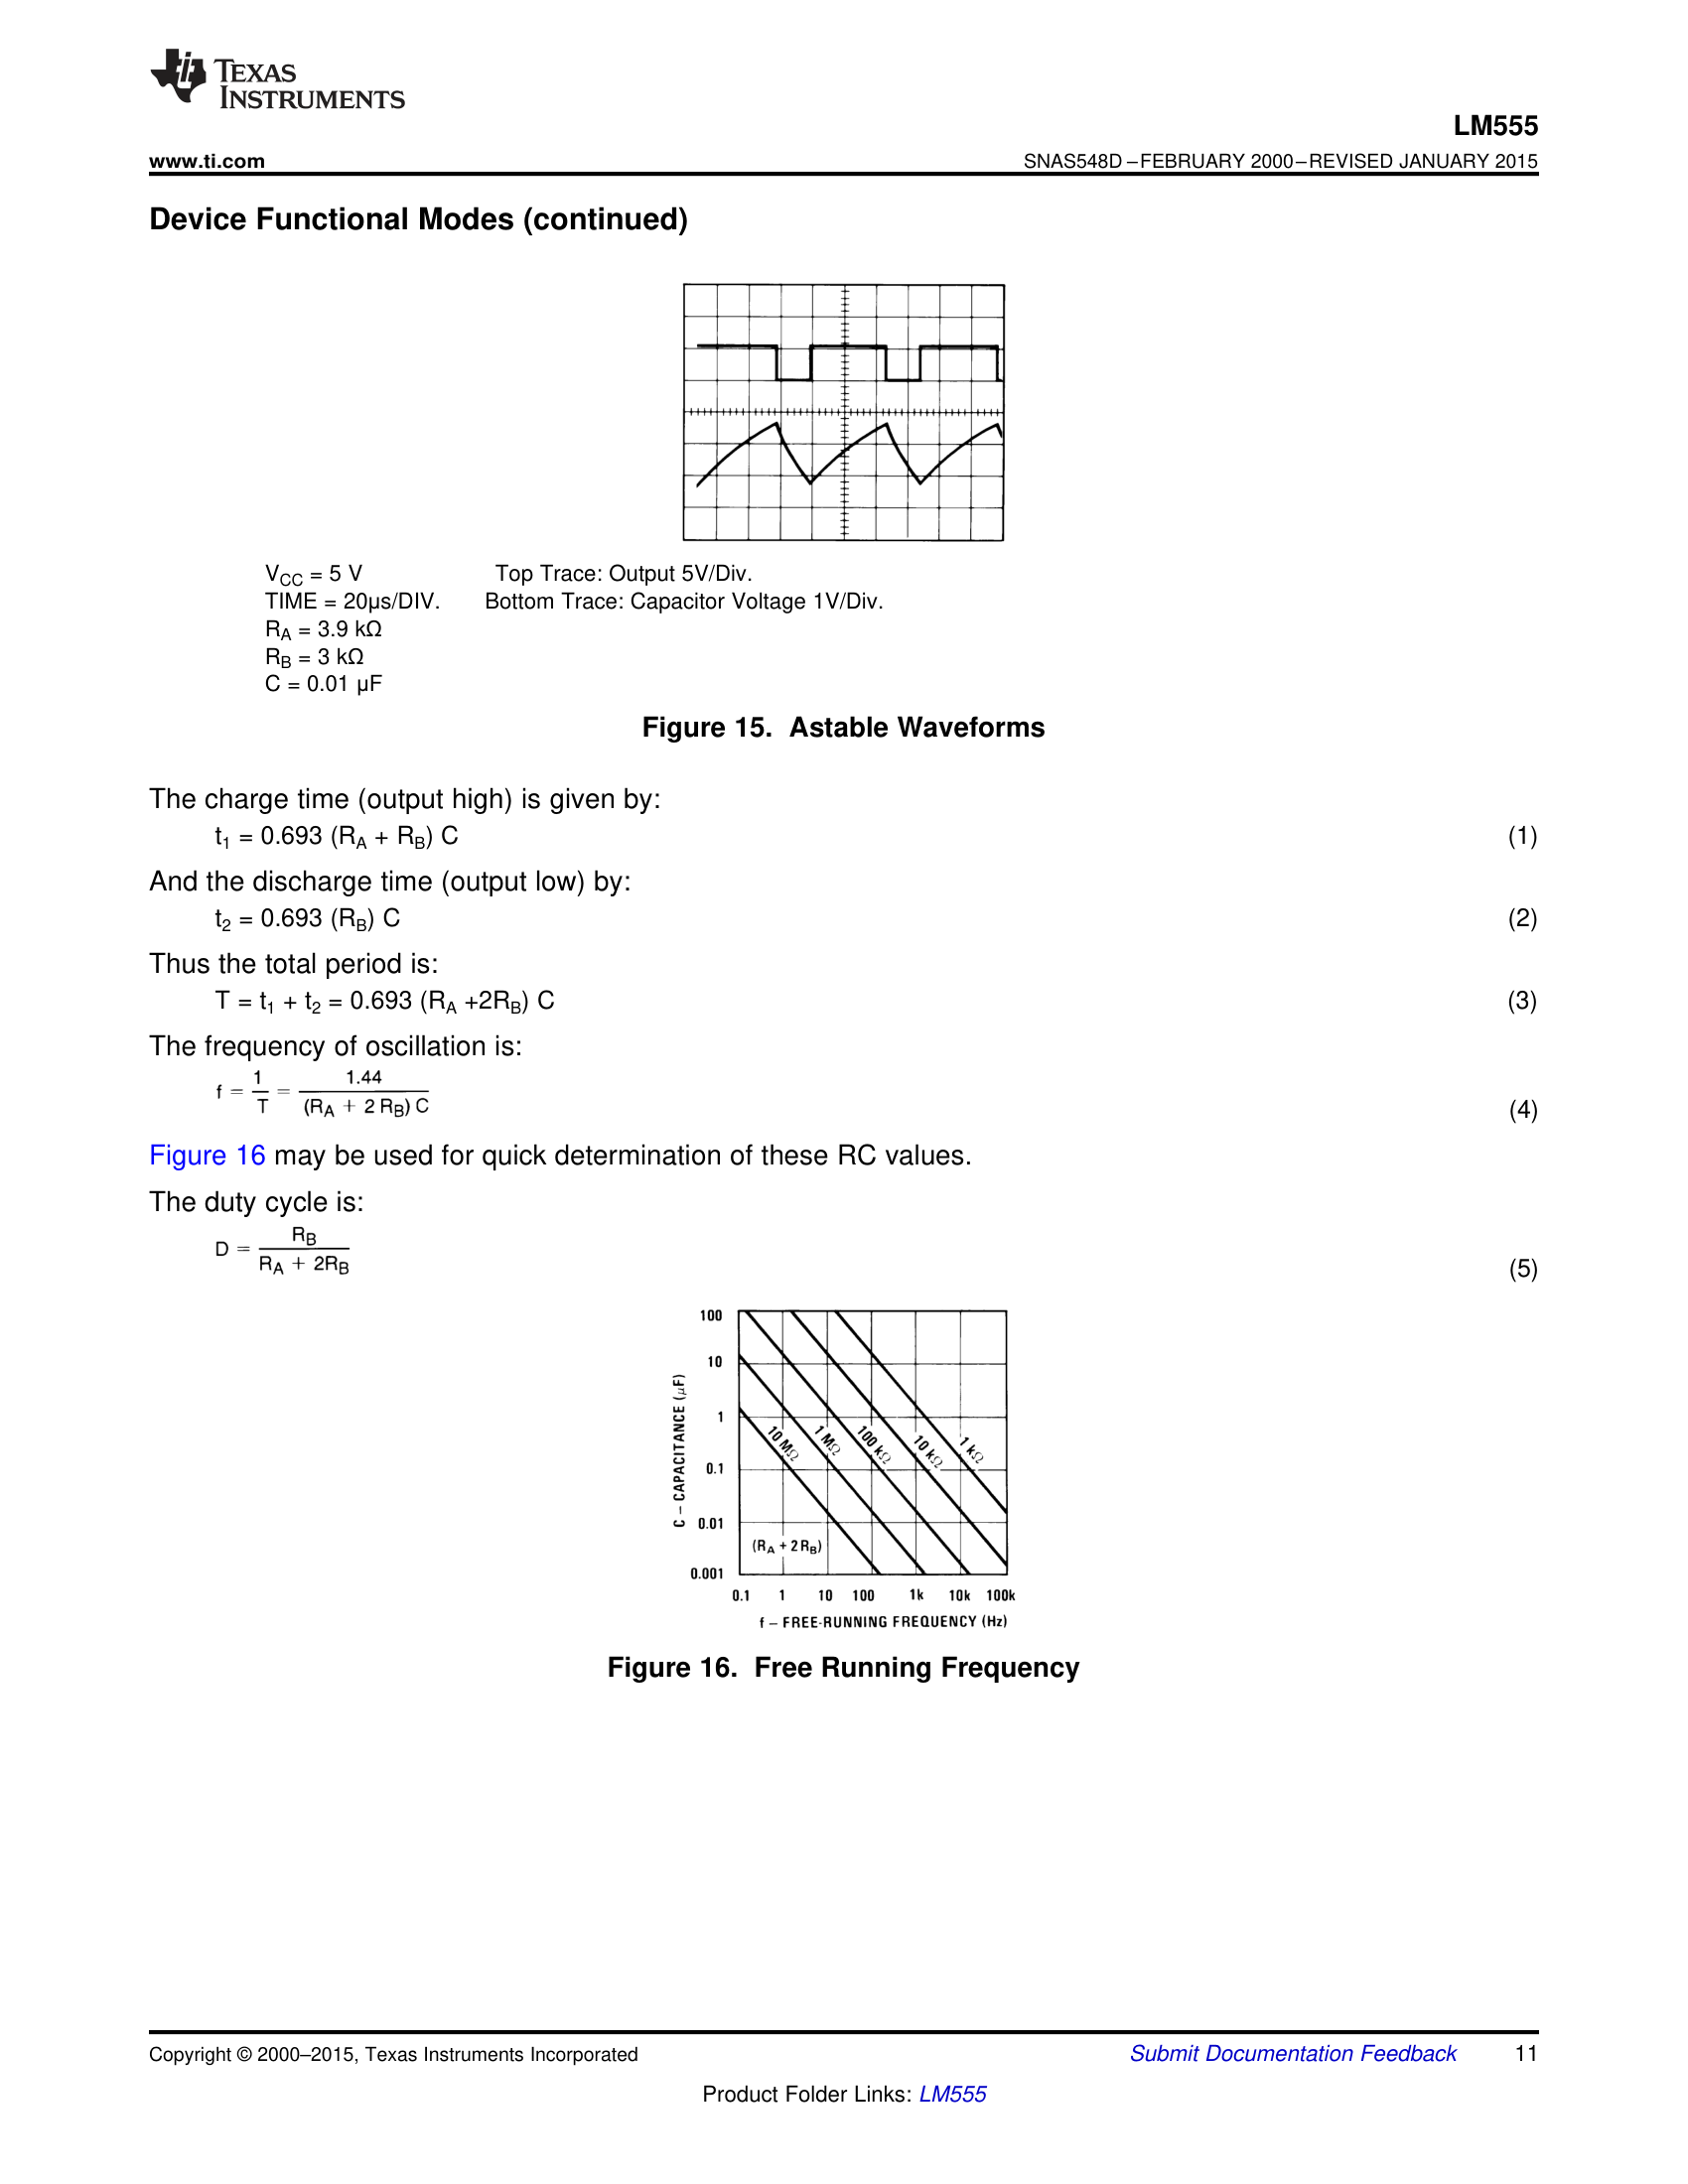 TEXAS
INSTRUMENTS
LM555
www.ti.com SNAS548D –FEBRUARY 2000–REVISED JANUARY 2015
Device Functional Modes (continued)
VCC = 5 V Top Trace: Output 5V/Div.
TIME = 20µs/DIV. Bottom Trace: Capacitor Voltage 1V/Div.
RA = 3.9 kΩ
RB = 3 kΩ
C = 0.01 µF
Figure 15. Astable Waveforms
The charge time (output high) is given by:
t1 = 0.693 (RA + RB) C (1)
And the discharge time (output low) by:
t2 = 0.693 (RB) C (2)
Thus the total period is:
T = t1 + t2 = 0.693 (RA +2RB) C (3)
The frequency of oscillation is:
f = 1/T = 1.44/(RA + 2 RB) C (4)
Figure 16 may be used for quick determination of these RC values.
The duty cycle is:
D = RB/RA + 2RB (5)
C – CAPACITANCE (µF)
100
10
1
0.1
0.01
0.001
10 MΩ 1 MΩ 100 kΩ 10 kΩ 1 kΩ
(RA + 2 RB)
0.1 1 10 100 1k 10k 100k
f – FREE-RUNNING FREQUENCY (Hz)
Figure 16. Free Running Frequency
Copyright © 2000–2015, Texas Instruments Incorporated Submit Documentation Feedback 11
Product Folder Links: LM555